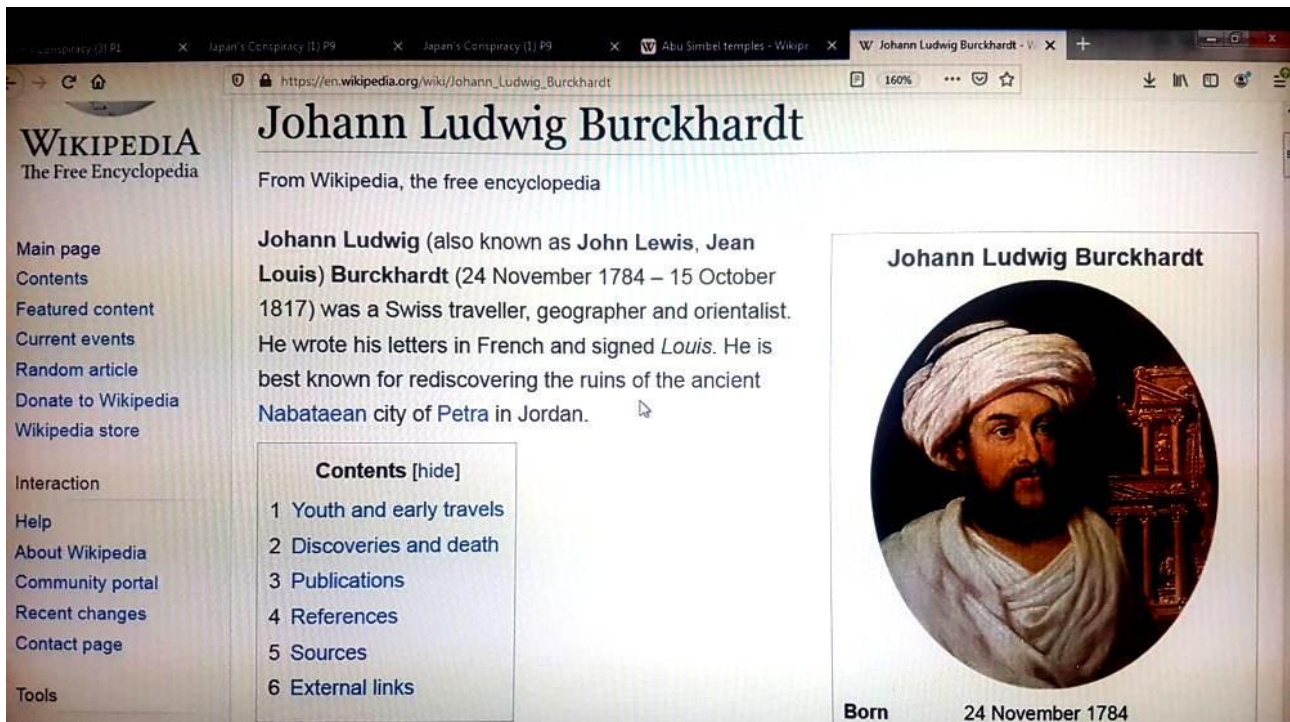 Japan's Conspiracy (1) P9
Japan's Conspiracy (1) P9
Abu Simbel temples - Wikipe
Johann Ludwig Burckhardt - W
https://en.wikipedia.org/wiki/Johann_Ludwig_Burckhardt
160%
WIKIPEDIA
The Free Encyclopedia
Main page
Contents
Featured content
Current events
Random article
Donate to Wikipedia
Wikipedia store
Interaction
Help
About Wikipedia
Community portal
Recent changes
Contact page
Tools
Johann Ludwig Burckhardt
From Wikipedia, the free encyclopedia
Johann Ludwig (also known as John Lewis, Jean
Louis) Burckhardt (24 November 1784 – 15 October
1817) was a Swiss traveller, geographer and orientalist.
He wrote his letters in French and signed Louis. He is
best known for rediscovering the ruins of the ancient
Nabataean city of Petra in Jordan.
Contents [hide]
1 Youth and early travels
2 Discoveries and death
3 Publications
4 References
5 Sources
6 External links
Johann Ludwig Burckhardt
Born 24 November 1784